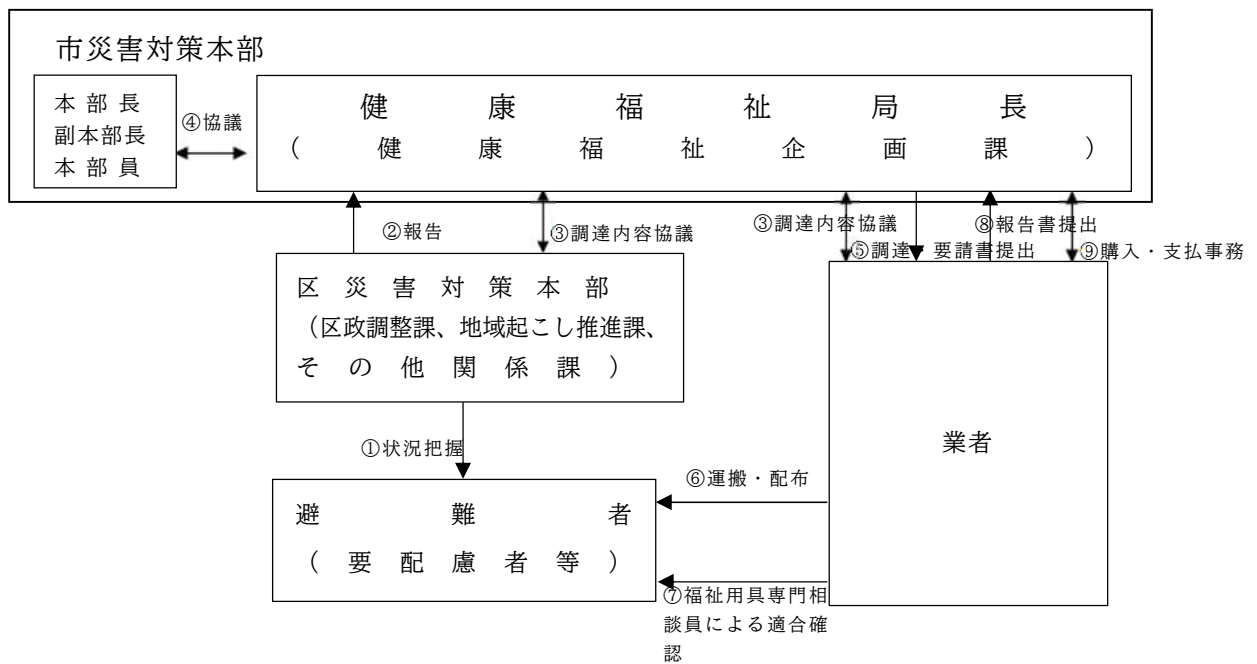 市災害対策本部
本部長
副本部長
本部員
④協議
健康福祉局長
(健康福祉企画課)
②報告
③調達内容協議
③調達内容協議
⑤調達・要請書提出
⑧報告書提出
⑨購入・支払事務
区災害対策本部
(区政調整課、地域起こし推進課、
その他関係課)
①状況把握
業者
⑥運搬・配布
避難者
(要配慮者等)
⑦福祉用具専門相
談員による適合確
認